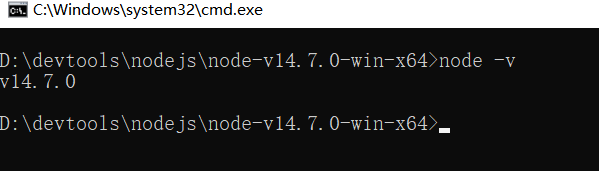 C:\Windows\system32\cmd.exe
D:\devtools\nodejs\node-v14.7.0-win-x64>node -v
v14.7.0
D:\devtools\nodejs\node-v14.7.0-win-x64>